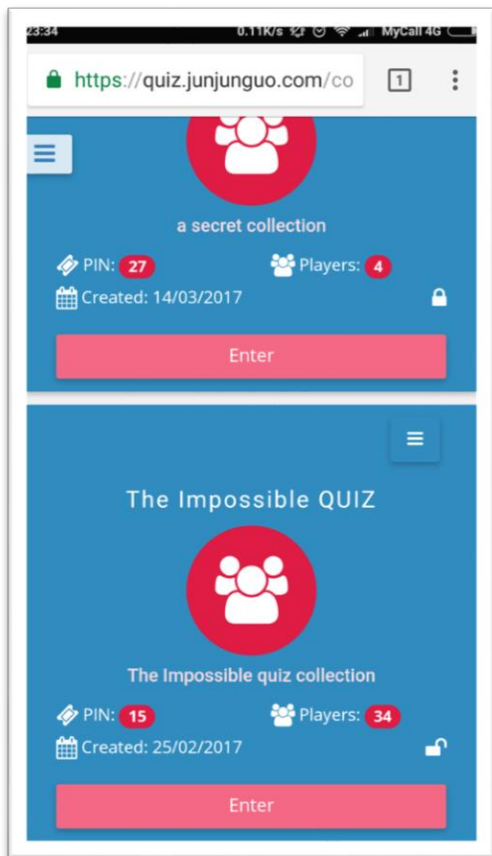 23:34 0.11K/s MyCall 4G
https://quiz.junjunguo.com/co 1
a secret collection
PIN: 27 Players: 4
Created: 14/03/2017
Enter
The Impossible QUIZ
The Impossible quiz collection
PIN: 15 Players: 34
Created: 25/02/2017
Enter